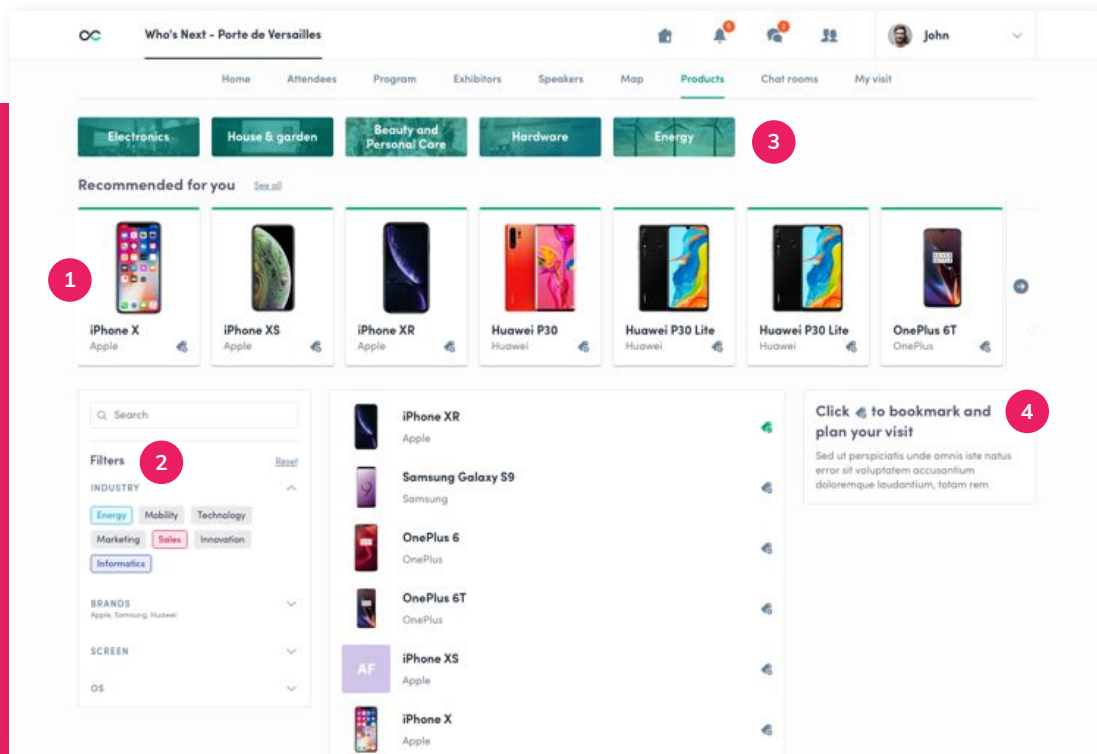 Who's Next - Porte de Versailles
John
Home Attendees Program Exhibitors Speakers Map Products Chat rooms My visit
Electronics
House & garden
Beauty and
Personal Care
Hardware
Energy
3
Recommended for you See all
1
iPhone X
Apple
iPhone XS
Apple
iPhone XR
Apple
Huawei P30
Huawei
Huawei P30 Lite
Huawei
Huawei P30 Lite
Huawei
OnePlus 6T
OnePlus
Search
Filters
2
Reset
INDUSTRY
Energy Mobility Technology
Marketing Sales Innovation
Informatics
BRANDS
Apple, Samsung, Huawei
SCREEN
OS
iPhone XR
Apple
Samsung Galaxy S9
Samsung
OnePlus 6
OnePlus
OnePlus 6T
OnePlus
AF
iPhone XS
Apple
iPhone X
Apple
Click to bookmark and
plan your visit
4
Sed ut perspiciatis unde omnis iste natus
error sit voluptatem accusantium
doloremque laudantium, totam rem